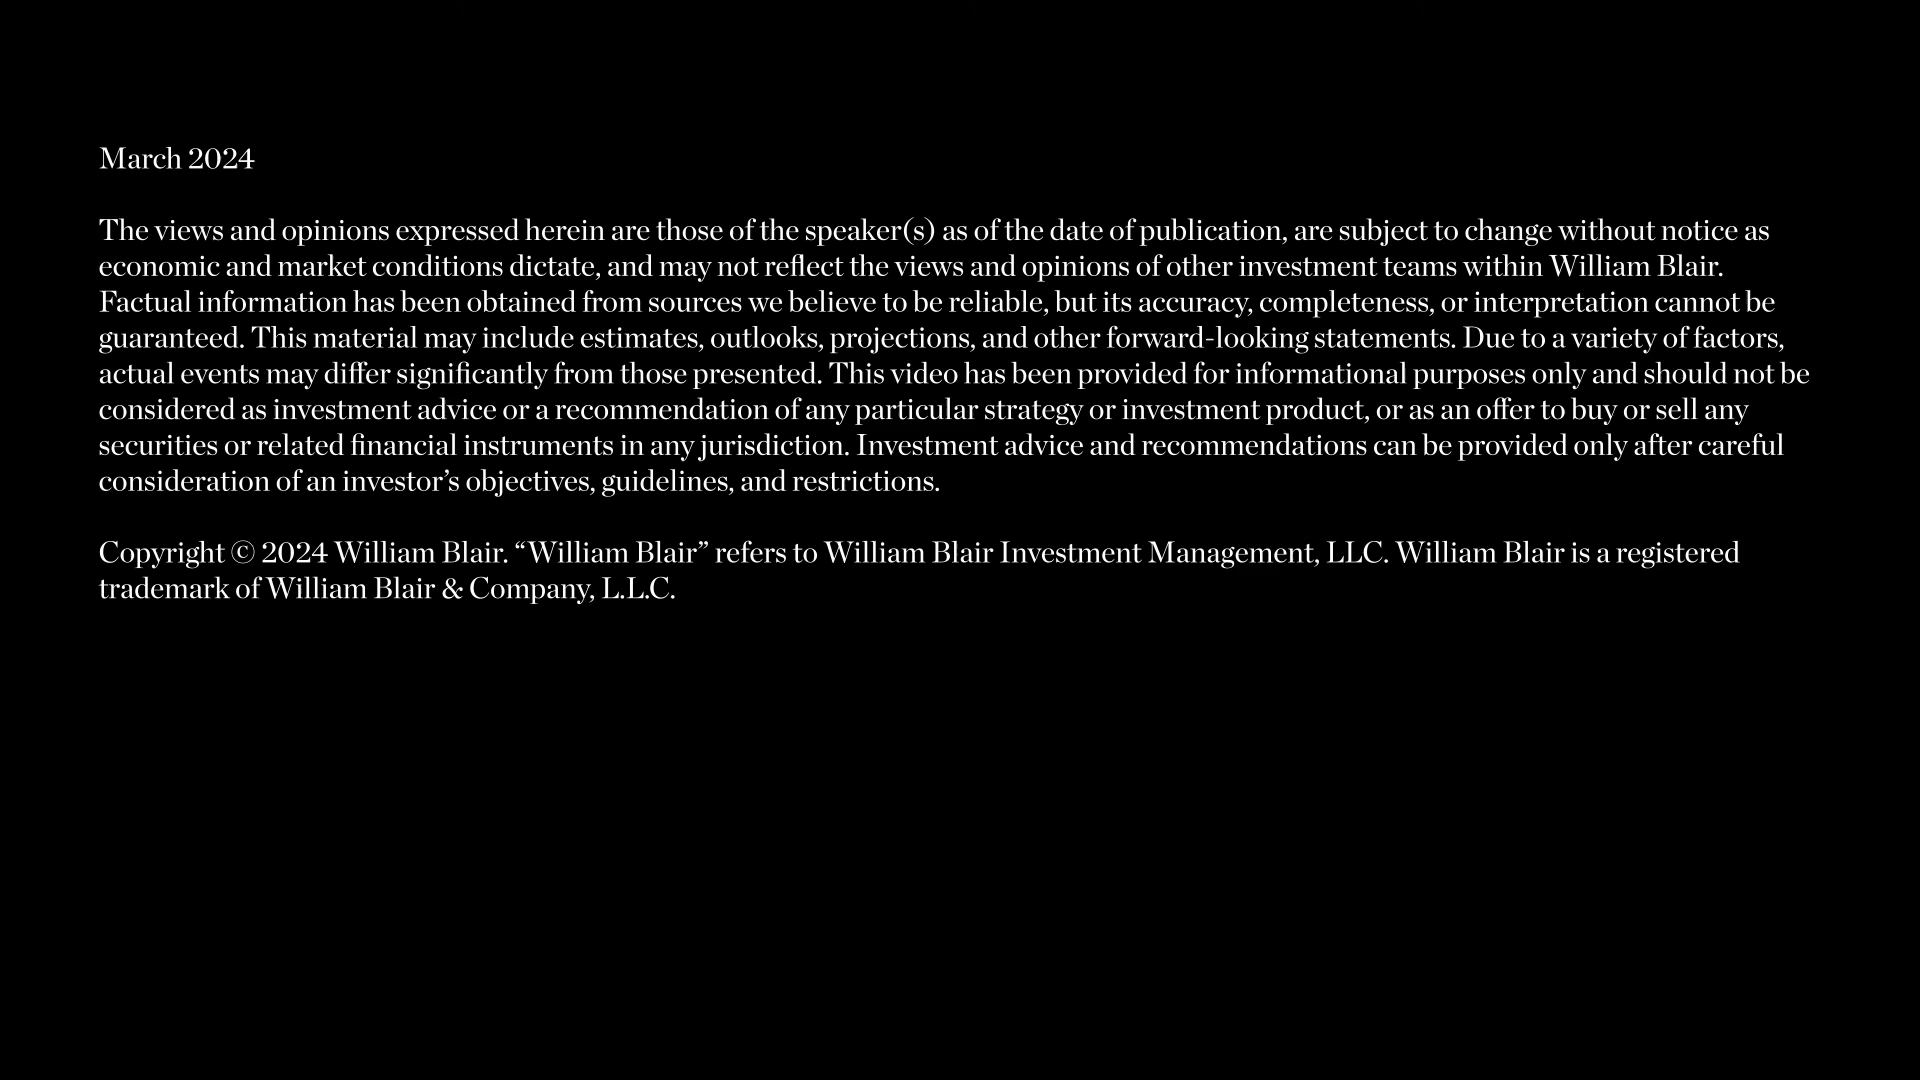 March 2024
The views and opinions expressed herein are those of the speaker(s) as of the date of publication, are subject to change without notice as
economic and market conditions dictate, and may not reflect the views and opinions of other investment teams within William Blair.
Factual information has been obtained from sources we believe to be reliable, but its accuracy, completeness, or interpretation cannot be
guaranteed. This material may include estimates, outlooks, projections, and other forward-looking statements. Due to a variety of factors,
actual events may differ significantly from those presented. This video has been provided for informational purposes only and should not be
considered as investment advice or a recommendation of any particular strategy or investment product, or as an offer to buy or sell any
securities or related financial instruments in any jurisdiction. Investment advice and recommendations can be provided only after careful
consideration of an investor’s objectives, guidelines, and restrictions.
Copyright © 2024 William Blair. “William Blair” refers to William Blair Investment Management, LLC. William Blair is a registered
trademark of William Blair & Company, L.L.C.